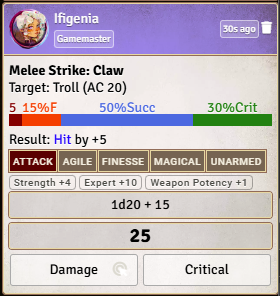 Ifigenia
Gamemaster
30s ago
Melee Strike: Claw
Target: Troll (AC 20)
5 15%F 50%Succ 30%Crit
Result: Hit by +5
ATTACK AGILE FINESSE MAGICAL UNARMED
Strength +4 Expert +10 Weapon Potency +1
1d20 + 15
25
Damage Critical